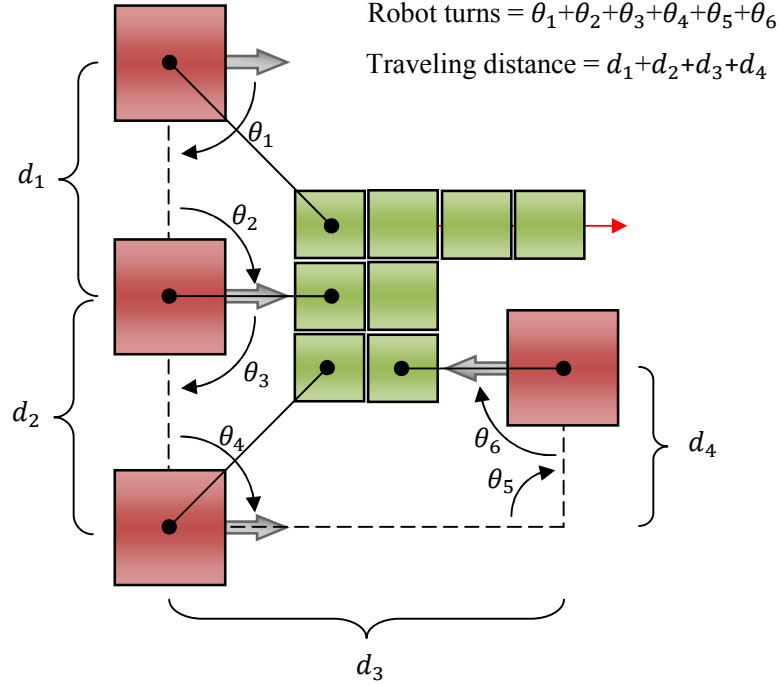 Robot turns = θ₁+θ₂+θ₃+θ₄+θ₅+θ₆
Traveling distance = d₁+d₂+d₃+d₄
θ₁
d₁
θ₂
θ₃
d₂
θ₄
θ₆
d₄
θ₅
d₃